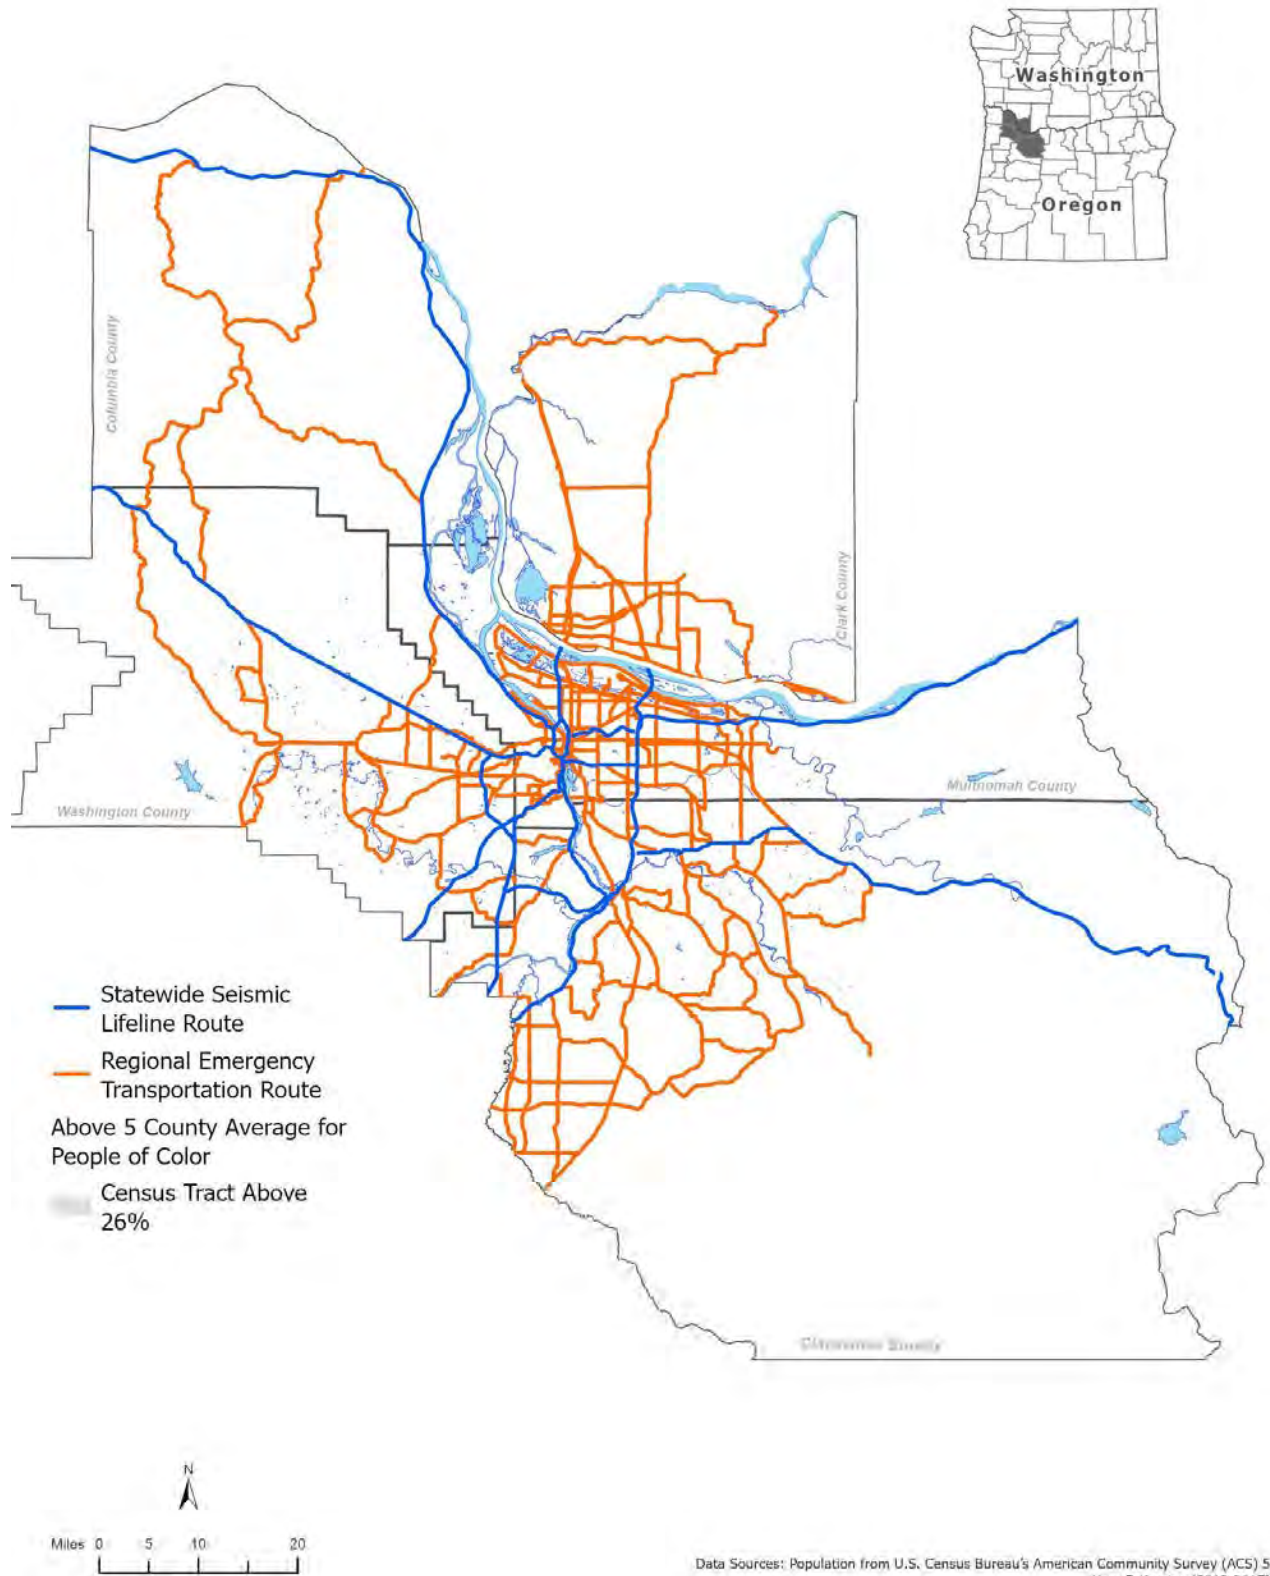 Washington
Oregon
Columbia County
Clark County
Multnomah County
Washington County
Statewide Seismic
Lifeline Route
Regional Emergency
Transportation Route
Above 5 County Average for
People of Color
Census Tract Above
26%
Clackamas County
N
Miles 0 5 10 20
Data Sources: Population from U.S. Census Bureau's American Community Survey (ACS) 5